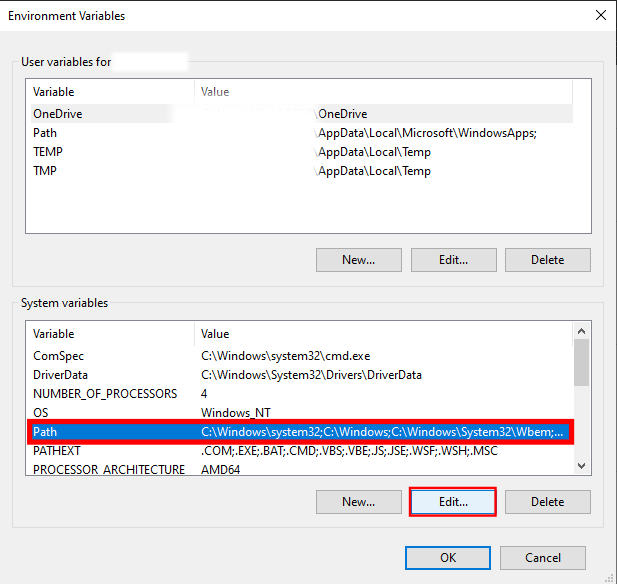 Environment Variables
User variables for
Variable Value
OneDrive \OneDrive
Path \AppData\Local\Microsoft\WindowsApps;
TEMP \AppData\Local\Temp
TMP \AppData\Local\Temp
New... Edit... Delete
System variables
Variable Value
ComSpec C:\Windows\system32\cmd.exe
DriverData C:\Windows\System32\Drivers\DriverData
NUMBER_OF_PROCESSORS 4
OS Windows_NT
Path C:\Windows\system32;C:\Windows;C:\Windows\System32\Wbem;...
PATHEXT .COM;.EXE;.BAT;.CMD;.VBS;.VBE;.JS;.JSE;.WSF;.WSH;.MSC
PROCESSOR_ARCHITECTURE AMD64
New... Edit... Delete
OK Cancel